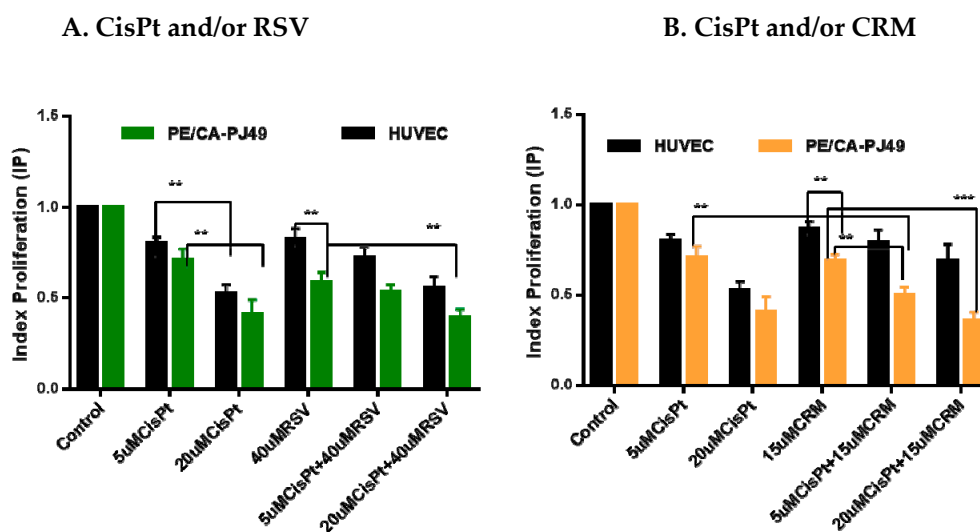 A. CisPt and/or RSV
B. CisPt and/or CRM
1.5
PE/CA-PJ49
HUVEC
Index Proliferation (IP)
1.0
0.5
0.0
**
**
**
**
Control
5uMCisPt
20uMCisPt
40uMRSV
5uMCisPt+40uMRSV
20uMCisPt+40uMRSV
1.5
HUVEC
PE/CA-PJ49
Index Proliferation (IP)
1.0
0.5
0.0
**
**
**
***
Control
5uMCisPt
20uMCisPt
15uMCRM
5uMCisPt+15uMCRM
20uMCisPt+15uMCRM